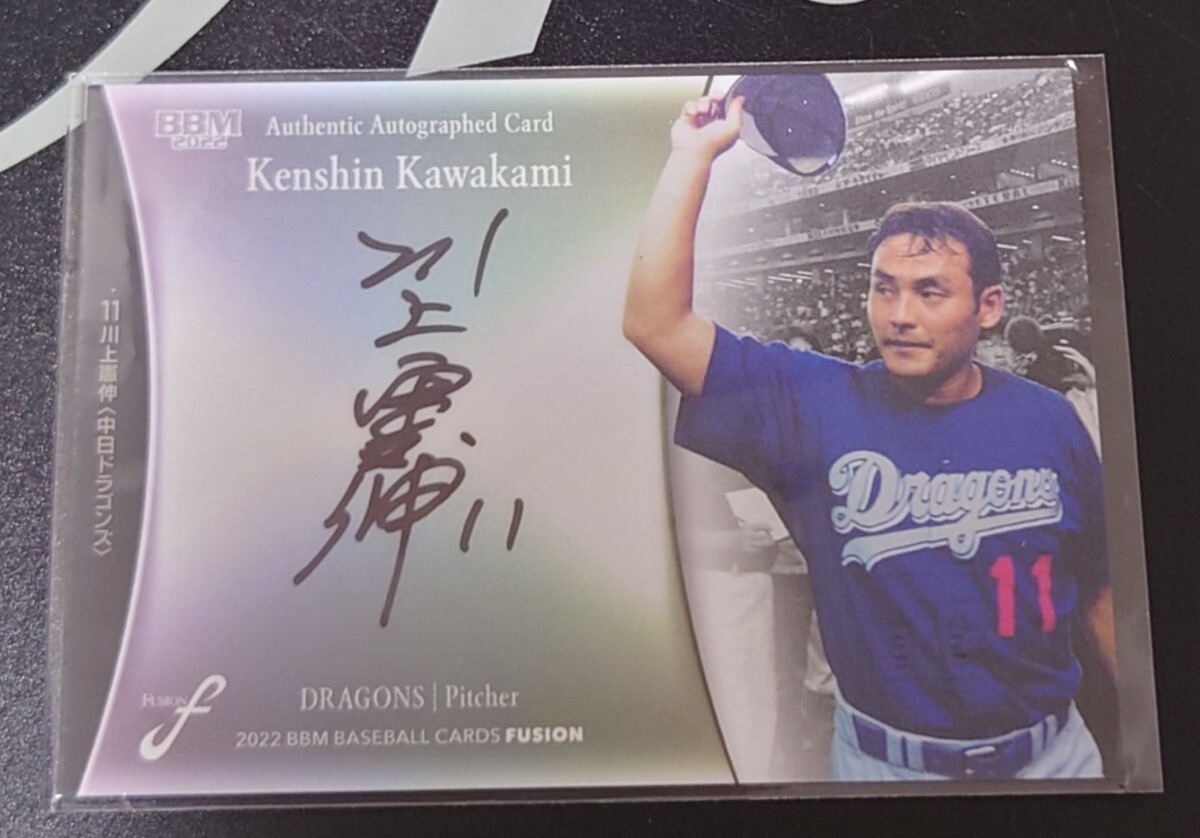 BBM
2022
Authentic Autographed Card
Kenshin Kawakami
川
上
憲
伸 11
11 川上憲伸〈中日ドラゴンズ〉
Dragons
11
FUSION f
DRAGONS | Pitcher
2022 BBM BASEBALL CARDS FUSION